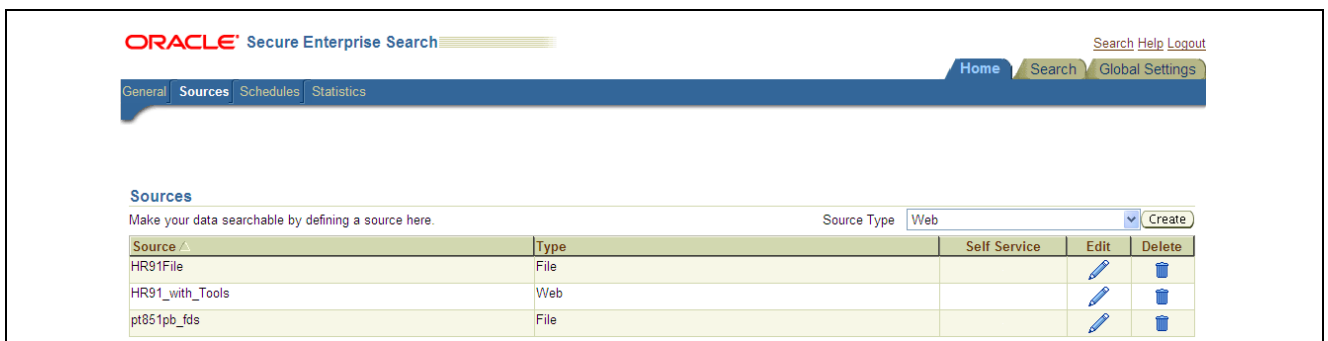 ORACLE Secure Enterprise Search
Search Help Logout
Home Search Global Settings
General Sources Schedules Statistics
Sources
Make your data searchable by defining a source here. Source Type Web Create
Source Type Self Service Edit Delete
HR91File File
HR91_with_Tools Web
pt851pb_fds File